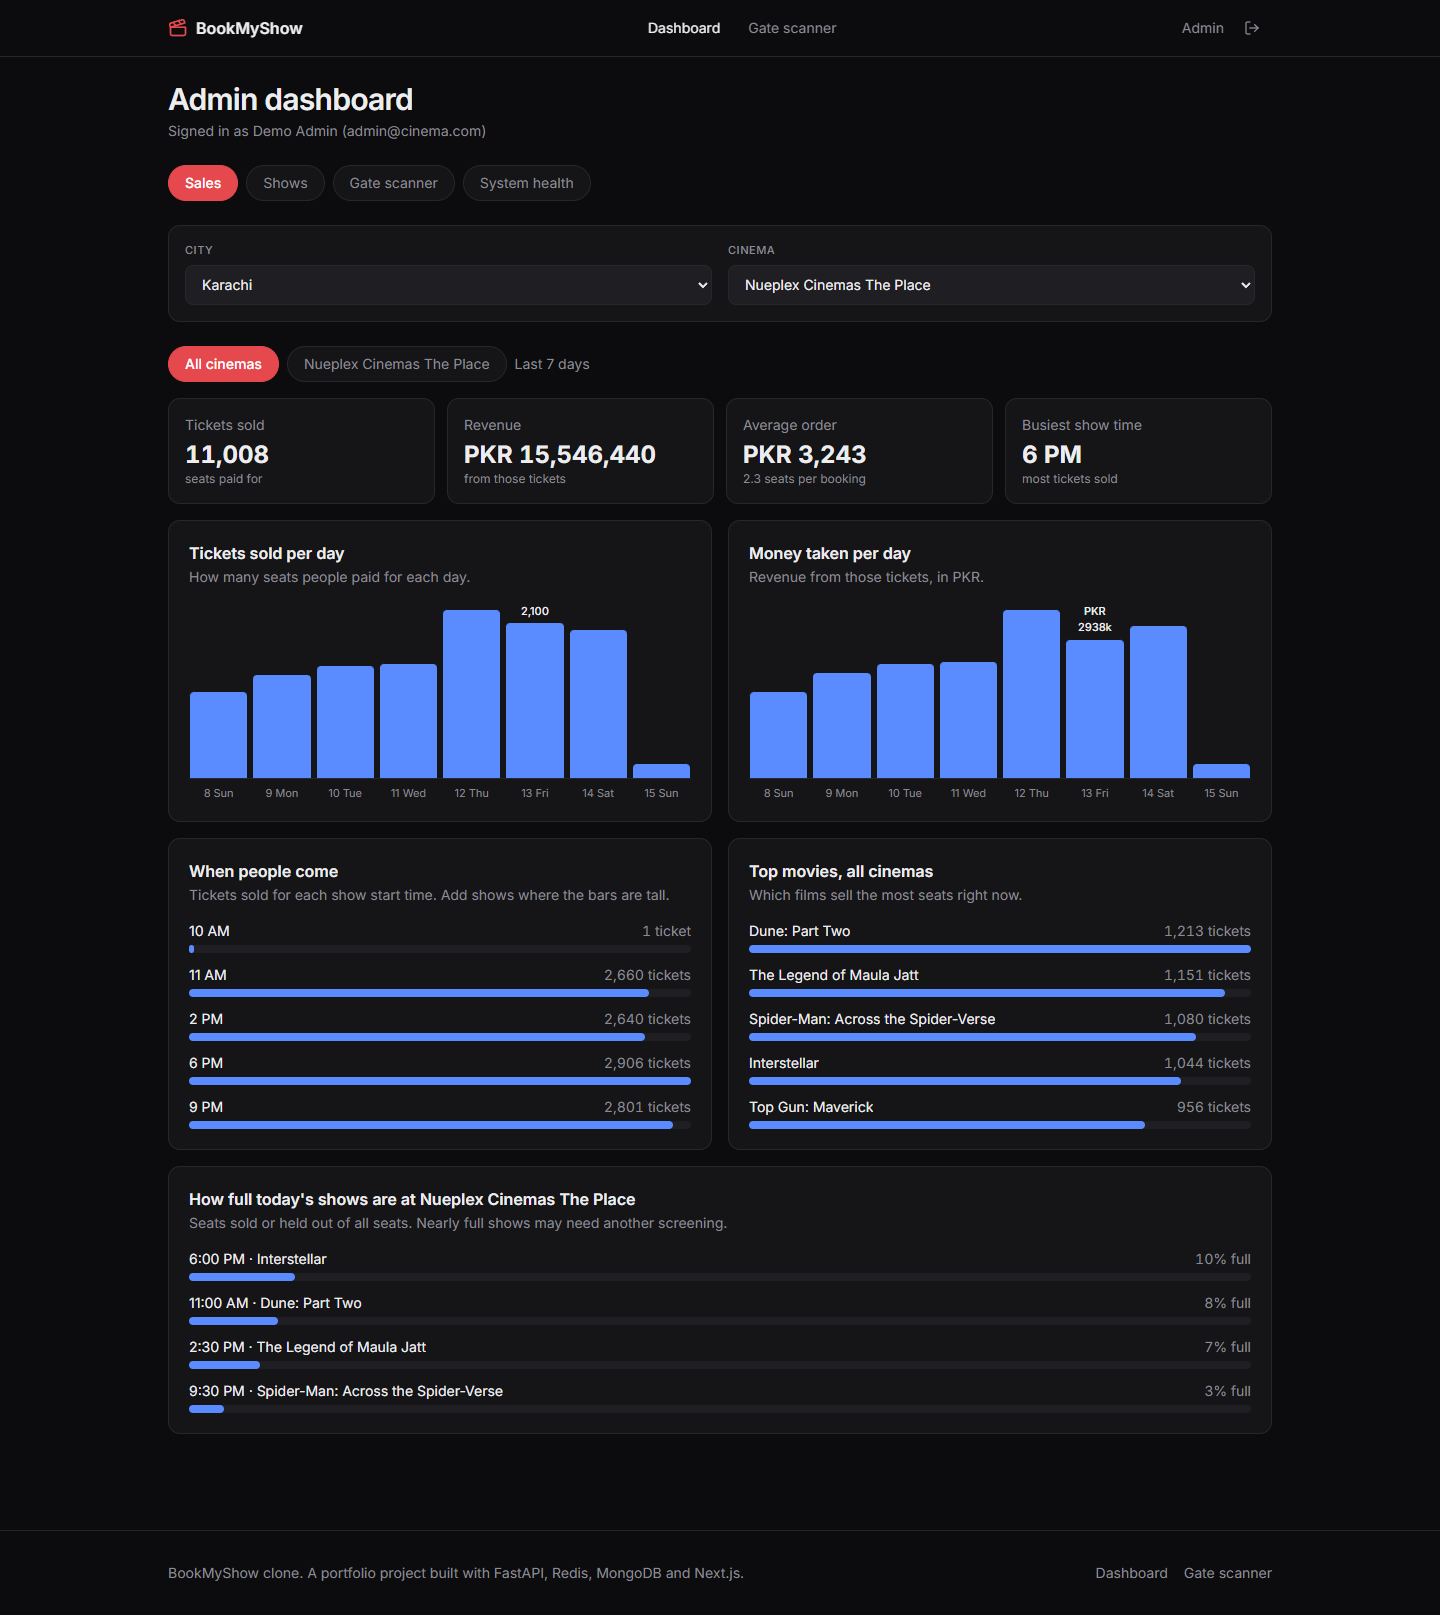 BookMyShow
Dashboard Gate scanner
Admin
Admin dashboard
Signed in as Demo Admin (admin@cinema.com)
Sales Shows Gate scanner System health
CITY
Karachi
CINEMA
Nueplex Cinemas The Place
All cinemas Nueplex Cinemas The Place Last 7 days
Tickets sold
11,008
seats paid for
Revenue
PKR 15,546,440
from those tickets
Average order
PKR 3,243
2.3 seats per booking
Busiest show time
6 PM
most tickets sold
Tickets sold per day
How many seats people paid for each day.
2,100
8 Sun 9 Mon 10 Tue 11 Wed 12 Thu 13 Fri 14 Sat 15 Sun
Money taken per day
Revenue from those tickets, in PKR.
PKR
2938k
8 Sun 9 Mon 10 Tue 11 Wed 12 Thu 13 Fri 14 Sat 15 Sun
When people come
Tickets sold for each show start time. Add shows where the bars are tall.
10 AM 1 ticket
11 AM 2,660 tickets
2 PM 2,640 tickets
6 PM 2,906 tickets
9 PM 2,801 tickets
Top movies, all cinemas
Which films sell the most seats right now.
Dune: Part Two 1,213 tickets
The Legend of Maula Jatt 1,151 tickets
Spider-Man: Across the Spider-Verse 1,080 tickets
Interstellar 1,044 tickets
Top Gun: Maverick 956 tickets
How full today's shows are at Nueplex Cinemas The Place
Seats sold or held out of all seats. Nearly full shows may need another screening.
6:00 PM · Interstellar 10% full
11:00 AM · Dune: Part Two 8% full
2:30 PM · The Legend of Maula Jatt 7% full
9:30 PM · Spider-Man: Across the Spider-Verse 3% full
BookMyShow clone. A portfolio project built with FastAPI, Redis, MongoDB and Next.js.
Dashboard Gate scanner